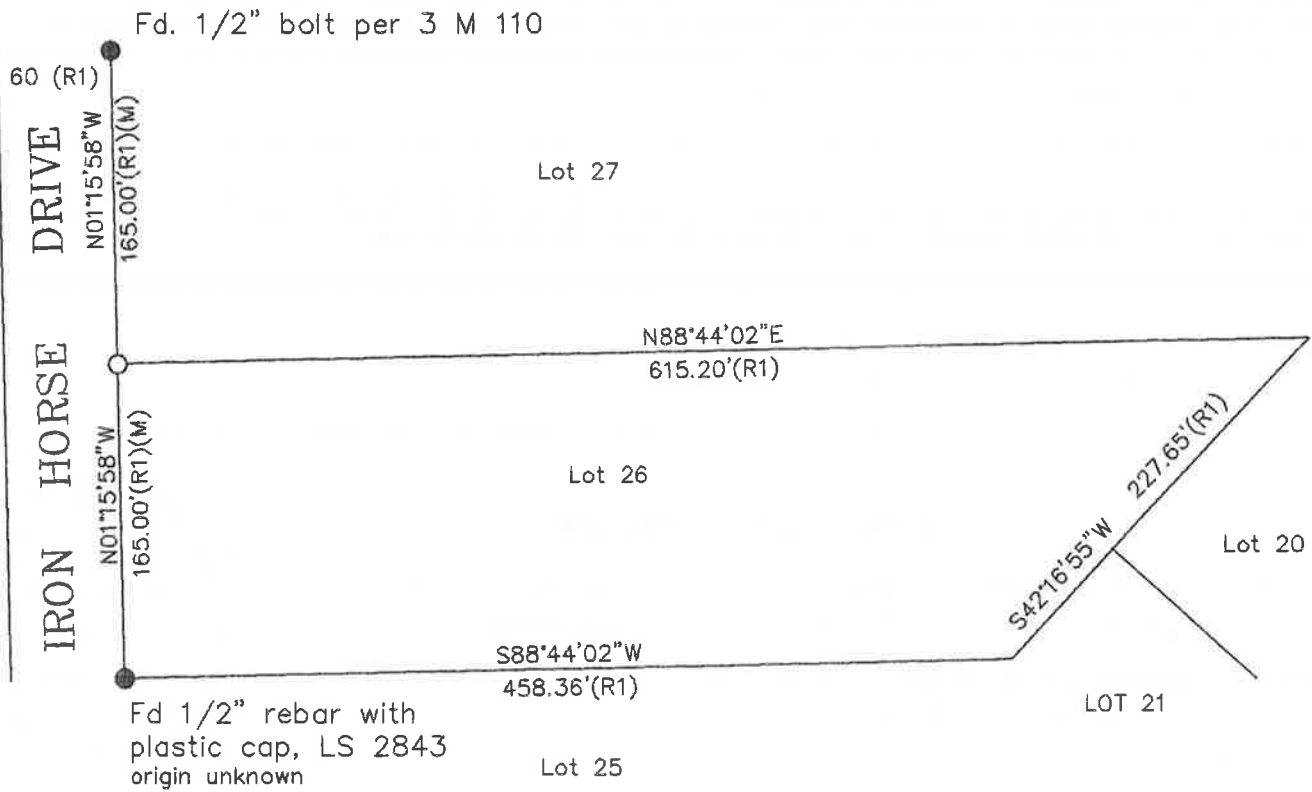 Fd. 1/2" bolt per 3 M 110
60 (R1)
N01°15'58"W
165.00'(R1)(M)
Lot 27
IRON HORSE DRIVE
N88°44'02"E
615.20'(R1)
N01°15'58"W
165.00'(R1)(M)
Lot 26
227.65'(R1)
S42°16'55"W
Lot 20
S88°44'02"W
458.36'(R1)
LOT 21
Fd 1/2" rebar with
plastic cap, LS 2843
origin unknown
Lot 25